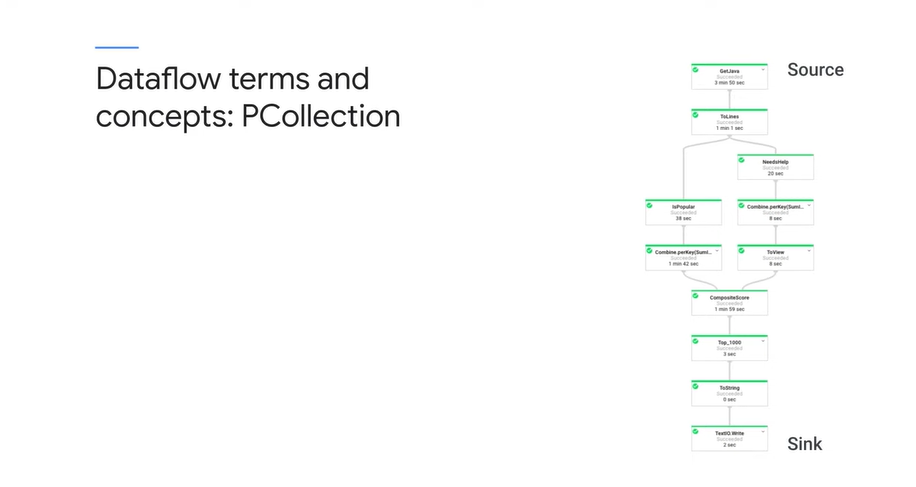 Dataflow terms and
concepts: PCollection
Source
GetJava
Succeeded
3 min 50 sec
ToLines
Succeeded
1 min 1 sec
NeedsHelp
Succeeded
20 sec
IsPopular
Succeeded
38 sec
Combine.perKey(SumI...
Succeeded
8 sec
Combine.perKey(SumI...
Succeeded
1 min 42 sec
ToView
Succeeded
8 sec
CompositeScore
Succeeded
1 min 59 sec
Top_1000
Succeeded
3 sec
ToString
Succeeded
0 sec
TextIO.Write
Succeeded
2 sec
Sink